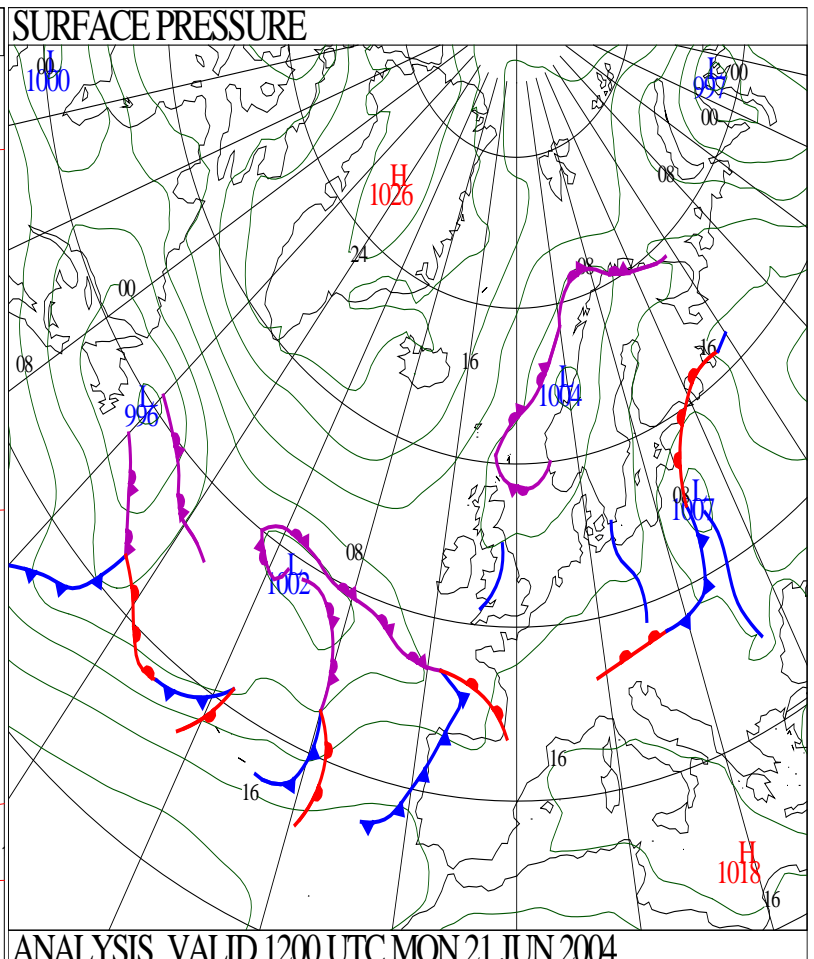 SURFACE PRESSURE
L
00
1000
L
00
997
00
08
H
1026
24
08
00
16
08
16
L
1004
L
996
L
08
1007
08
L
1002
16
16
H
1018
16
ANALYSIS VALID 1200 UTC MON 21 JUN 2004